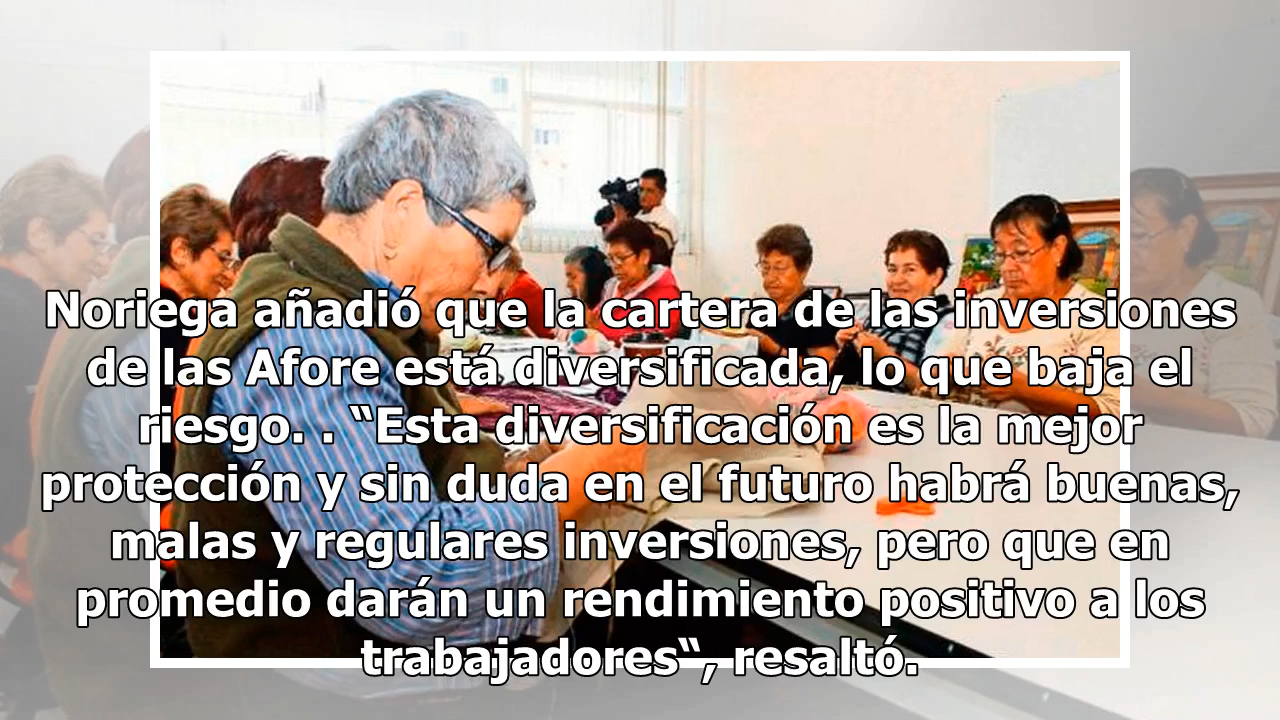 Noriega añadió que la cartera de las inversiones
de las Afore está diversificada, lo que baja el
riesgo. . “Esta diversificación es la mejor
protección y sin duda en el futuro habrá buenas,
malas y regulares inversiones, pero que en
promedio darán un rendimiento positivo a los
trabajadores“, resaltó.